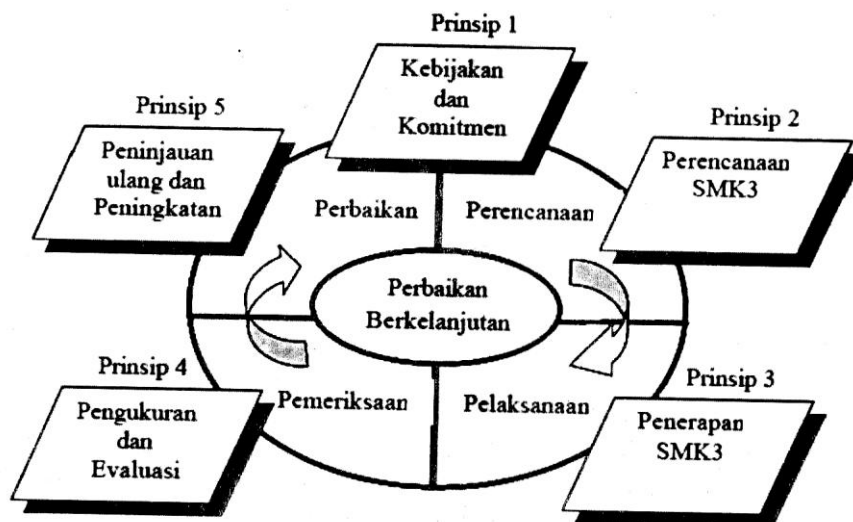 Prinsip 1
Kebijakan
dan
Komitmen
Prinsip 2
Perencanaan
SMK3
Prinsip 3
Penerapan
SMK3
Prinsip 4
Pengukuran
dan
Evaluasi
Prinsip 5
Peninjauan
ulang dan
Peningkatan
Perbaikan
Perencanaan
Perbaikan
Berkelanjutan
Pemeriksaan
Pelaksanaan